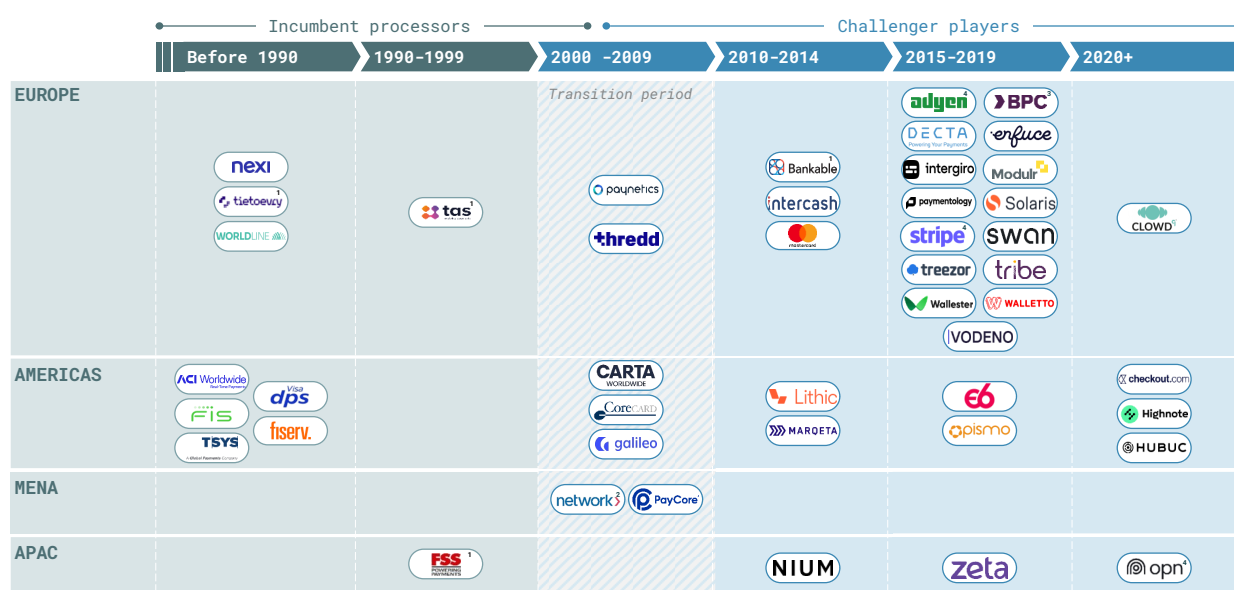 Incumbent processors
Challenger players
Before 1990
1990-1999
2000 -2009
2010-2014
2015-2019
2020+
EUROPE
Transition period
nexi
tietoevry 1
WORLDLINE
tas 1
paynetics
thredd
Bankable 1
intercash
mastercard
adyen 4
BPC 3
DECTA
Powering Your Payments
enfuce
intergiro
Modulr
paymentology
Solaris
stripe 4
swan
treezor
tribe
Wallester
WALLETTO
VODENO
CLOWD
AMERICAS
ACI Worldwide
Real-Time Payments
Visa
dps
FIS
fiserv.
TSYS
A Global Payments Company
CARTA
WORLDWIDE
CORECARD
galileo
Lithic
MARQETA
e6
pismo
checkout.com
Highnote
HUBUC
MENA
network 2
PayCore
APAC
FSS 1
POWERING
PAYMENTS
NIUM
zeta
opn 4